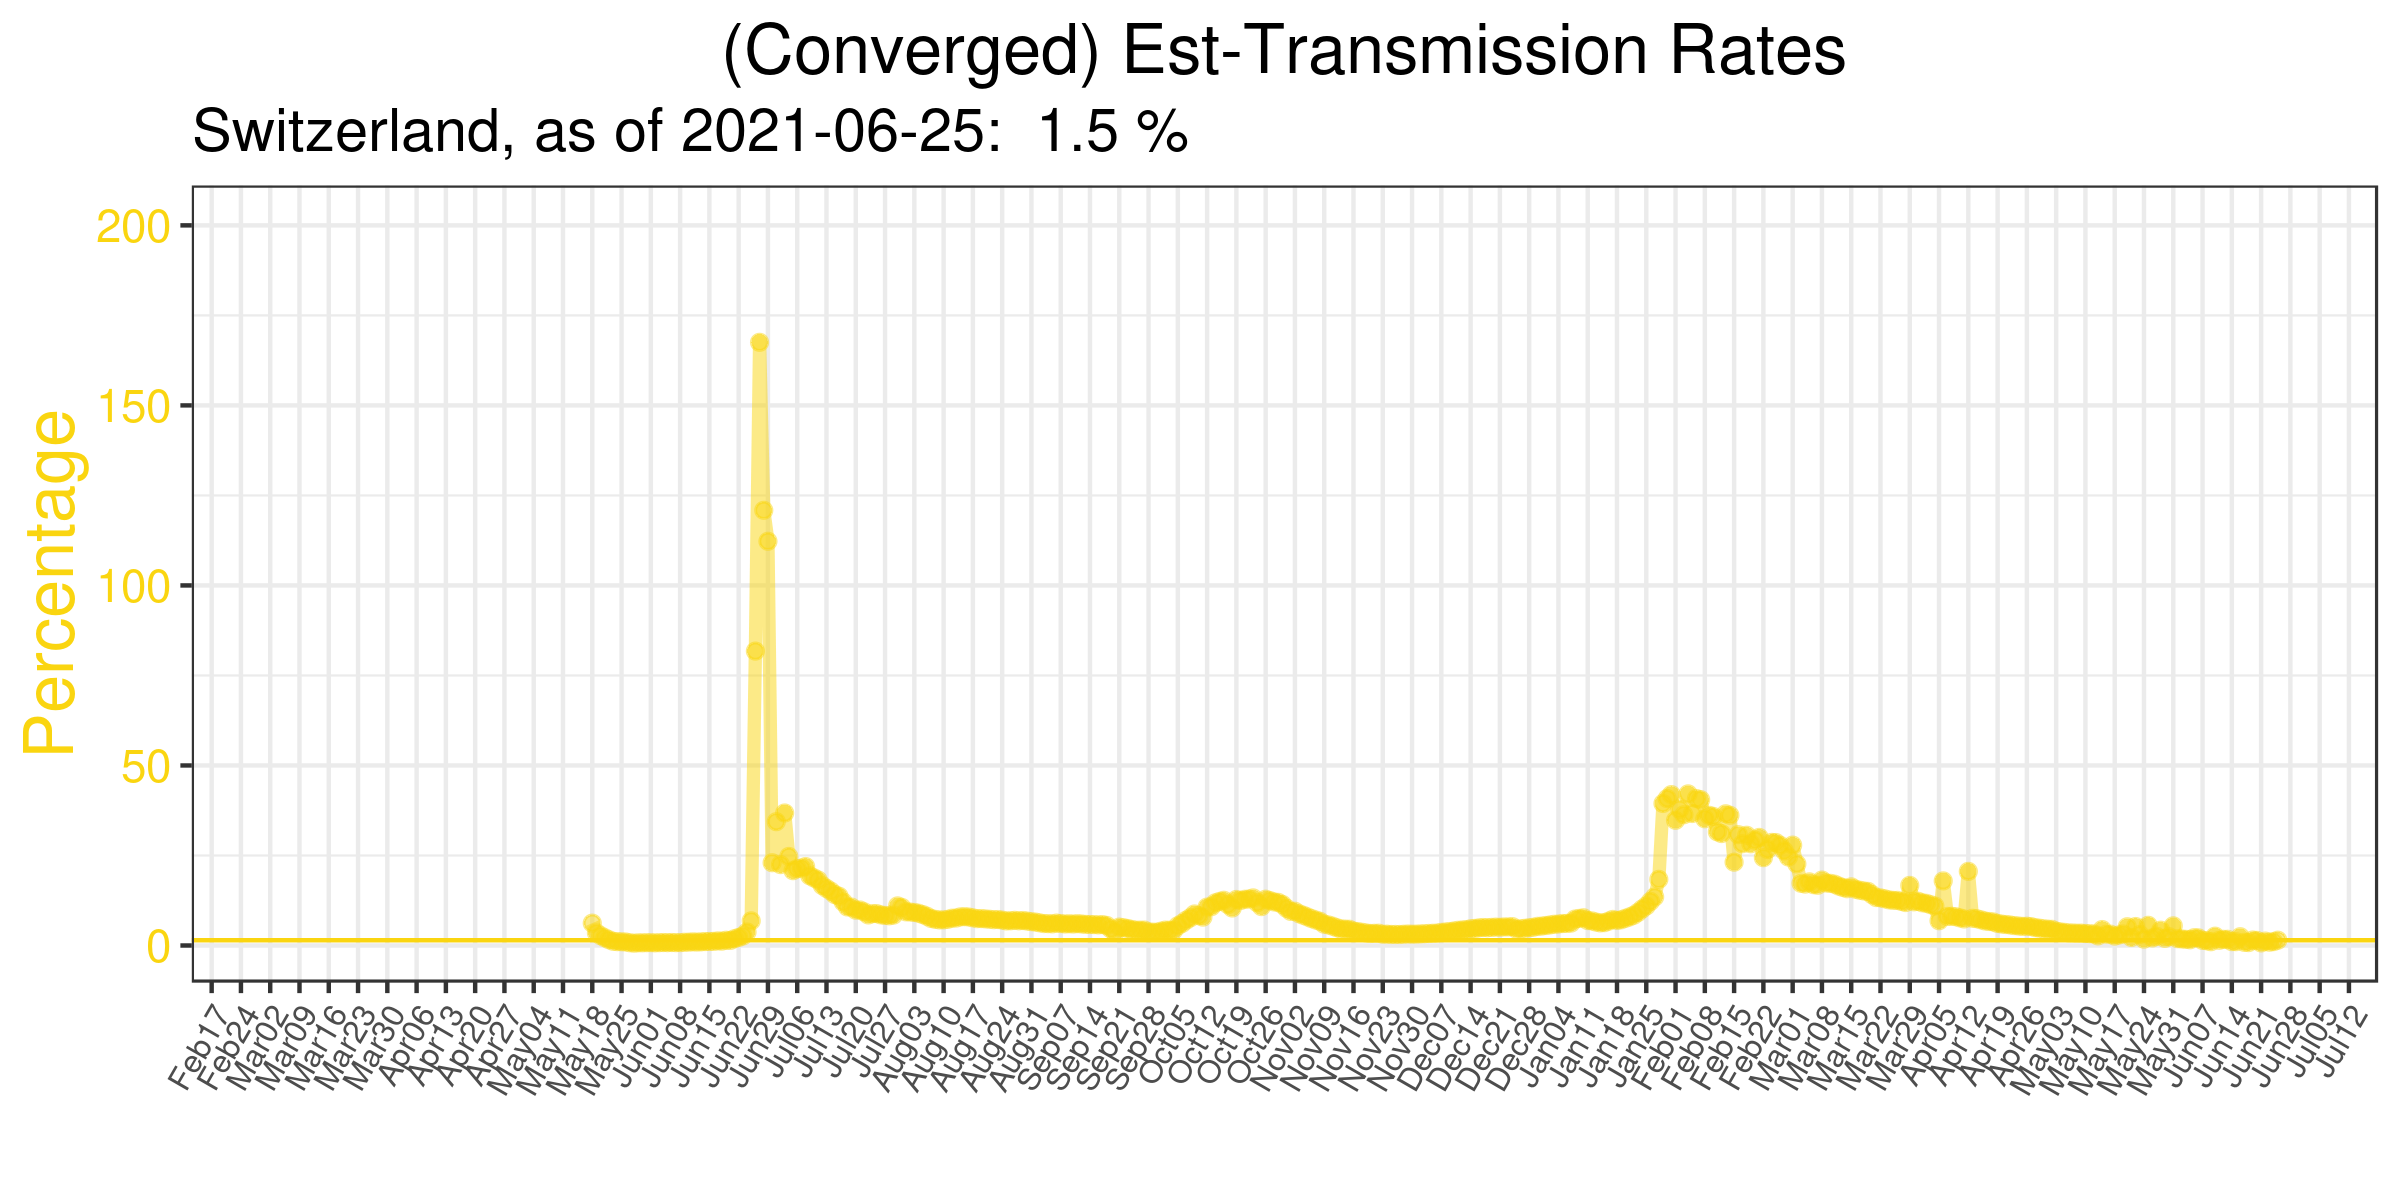 (Converged) Est-Transmission Rates
Switzerland, as of 2021-06-25:  1.5 %
Percentage
200
150
100
50
0
Feb17
Feb24
Mar02
Mar09
Mar16
Mar23
Mar30
Apr06
Apr13
Apr20
Apr27
May04
May11
May18
May25
Jun01
Jun08
Jun15
Jun22
Jun29
Jul06
Jul13
Jul20
Jul27
Aug03
Aug10
Aug17
Aug24
Aug31
Sep07
Sep14
Sep21
Sep28
Oct05
Oct12
Oct19
Oct26
Nov02
Nov09
Nov16
Nov23
Nov30
Dec07
Dec14
Dec21
Dec28
Jan04
Jan11
Jan18
Jan25
Feb01
Feb08
Feb15
Feb22
Mar01
Mar08
Mar15
Mar22
Mar29
Apr05
Apr12
Apr19
Apr26
May03
May10
May17
May24
May31
Jun07
Jun14
Jun21
Jun28
Jul05
Jul12